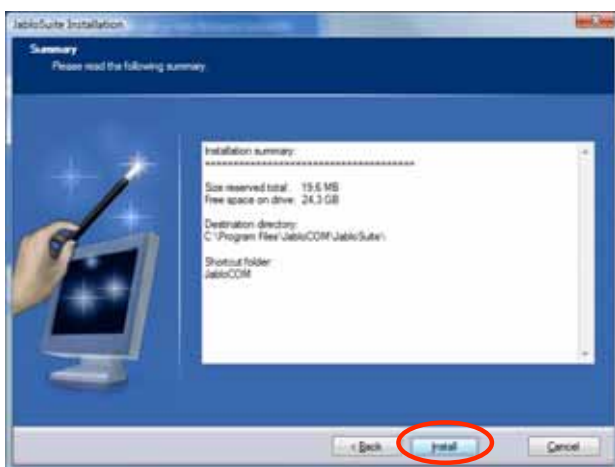 JabloSuite Installation
Summary
Please read the following summary.
Installation summary:
Size reserved total: 19,6 MB
Free space on drive: 24,3 GB
Destination directory:
C:\Program Files\JabloCOM\JabloSuite\
Shortcut folder:
JabloCOM
< Back
Install
Cancel